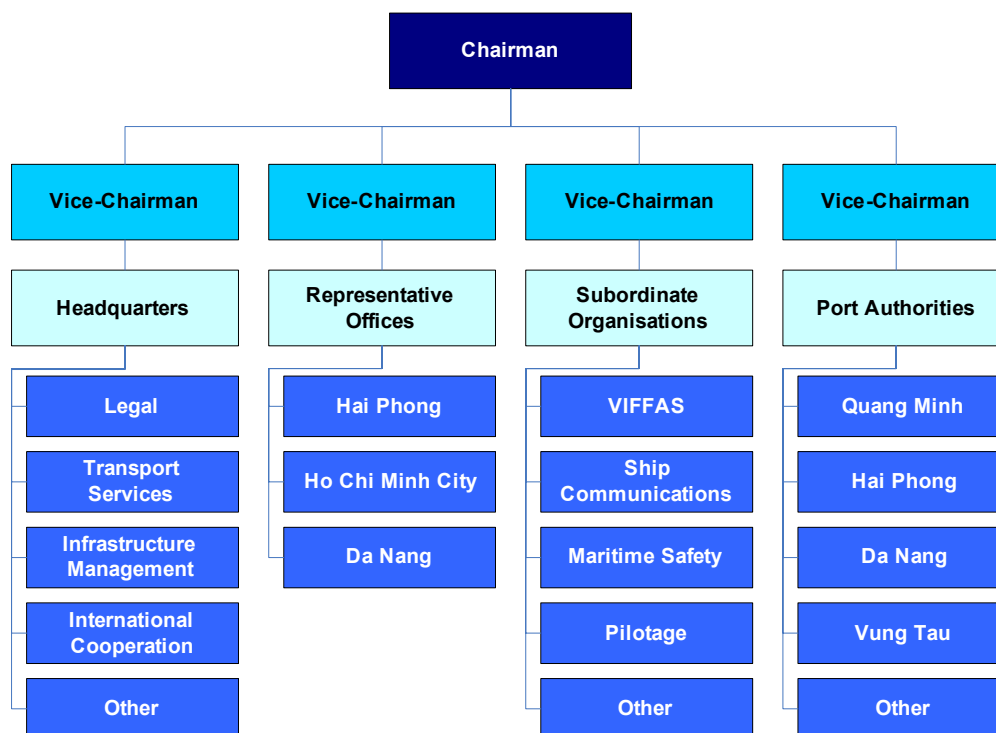 Chairman
Vice-Chairman
Vice-Chairman
Vice-Chairman
Vice-Chairman
Headquarters
Representative
Offices
Subordinate
Organisations
Port Authorities
Legal
Transport
Services
Infrastructure
Management
International
Cooperation
Other
Hai Phong
Ho Chi Minh City
Da Nang
VIFFAS
Ship
Communications
Maritime Safety
Pilotage
Other
Quang Minh
Hai Phong
Da Nang
Vung Tau
Other